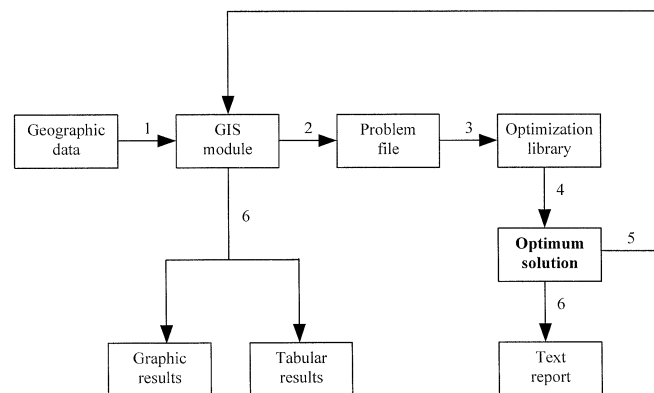 1
2
3
Geographic
data
GIS
module
Problem
file
Optimization
library
4
6
Optimum
solution
5
6
Graphic
results
Tabular
results
Text
report